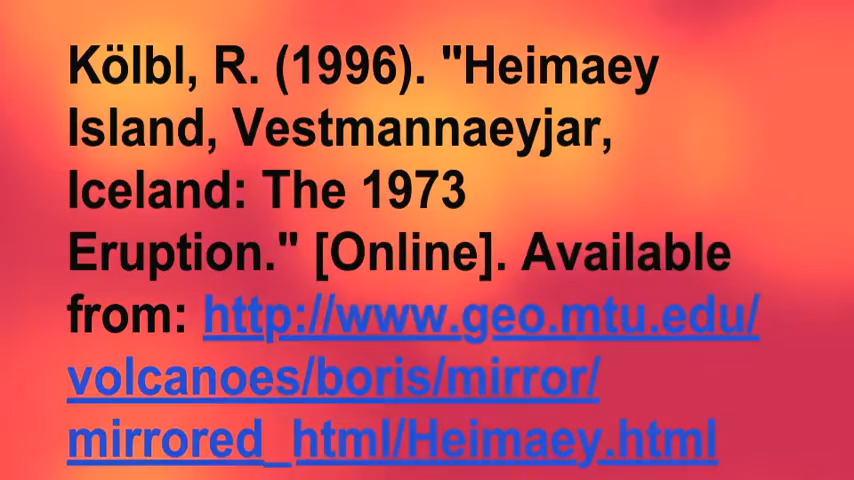 Kölbl, R. (1996). "Heimaey
Island, Vestmannaeyjar,
Iceland: The 1973
Eruption." [Online]. Available
from: http://www.geo.mtu.edu/
volcanoes/boris/mirror/
mirrored_html/Heimaey.html